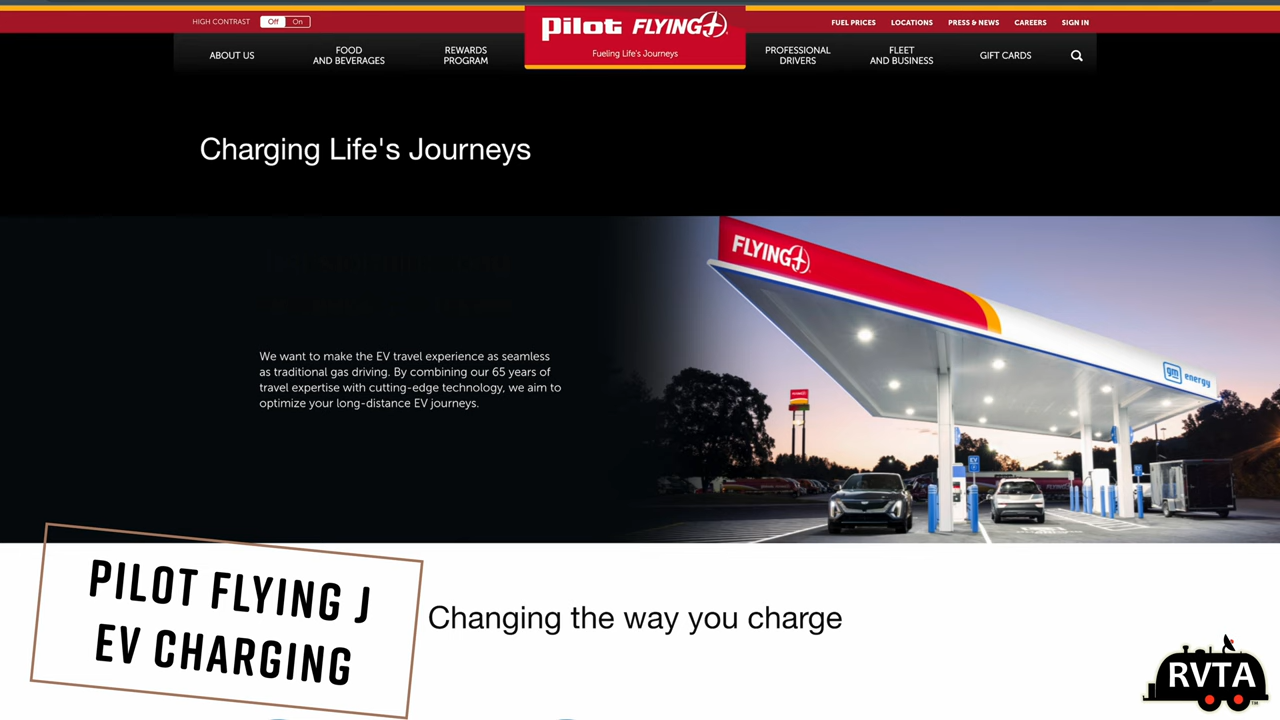 HIGH CONTRAST Off On
FUEL PRICES LOCATIONS PRESS & NEWS CAREERS SIGN IN
PILOT FLYING J
Fueling Life's Journeys
ABOUT US
FOOD
AND BEVERAGES
REWARDS
PROGRAM
PROFESSIONAL
DRIVERS
FLEET
AND BUSINESS
GIFT CARDS
Charging Life's Journeys
FLYING J
gm energy
We want to make the EV travel experience as seamless
as traditional gas driving. By combining our 65 years of
travel expertise with cutting-edge technology, we aim to
optimize your long-distance EV journeys.
EV
PILOT FLYING J
EV CHARGING
Changing the way you charge
RVTA
TM